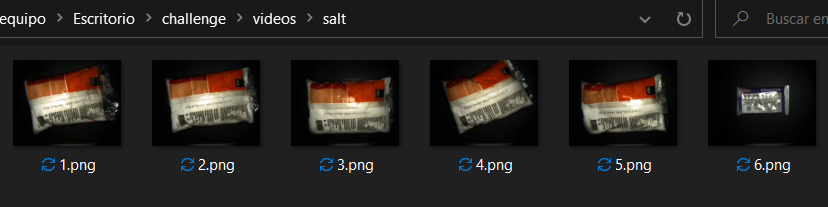 equipo > Escritorio > challenge > videos > salt
Buscar en
1.png 2.png 3.png 4.png 5.png 6.png